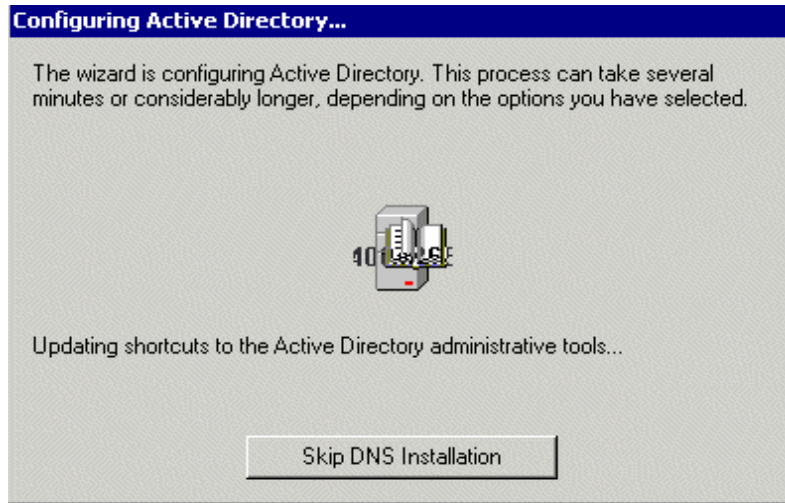 Configuring Active Directory...
The wizard is configuring Active Directory. This process can take several
minutes or considerably longer, depending on the options you have selected.
Updating shortcuts to the Active Directory administrative tools...
Skip DNS Installation